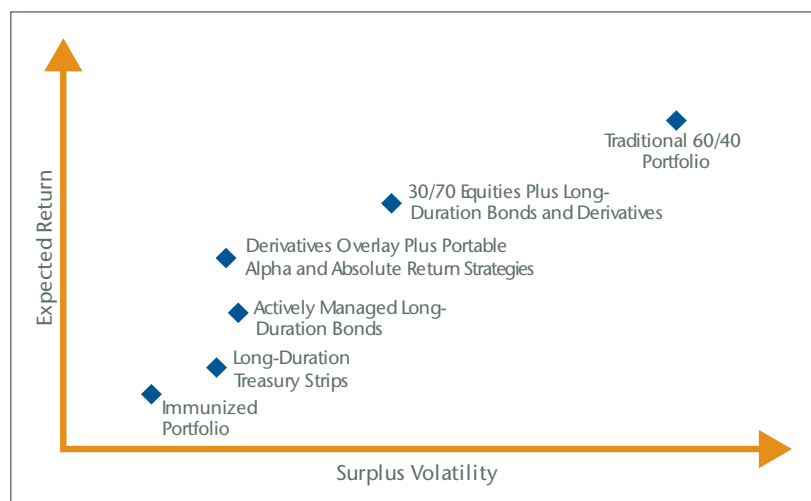 Traditional 60/40
Portfolio
30/70 Equities Plus Long-
Duration Bonds and Derivatives
Derivatives Overlay Plus Portable
Alpha and Absolute Return Strategies
Actively Managed Long-
Duration Bonds
Long-Duration
Treasury Strips
Immunized
Portfolio
Expected Return
Surplus Volatility